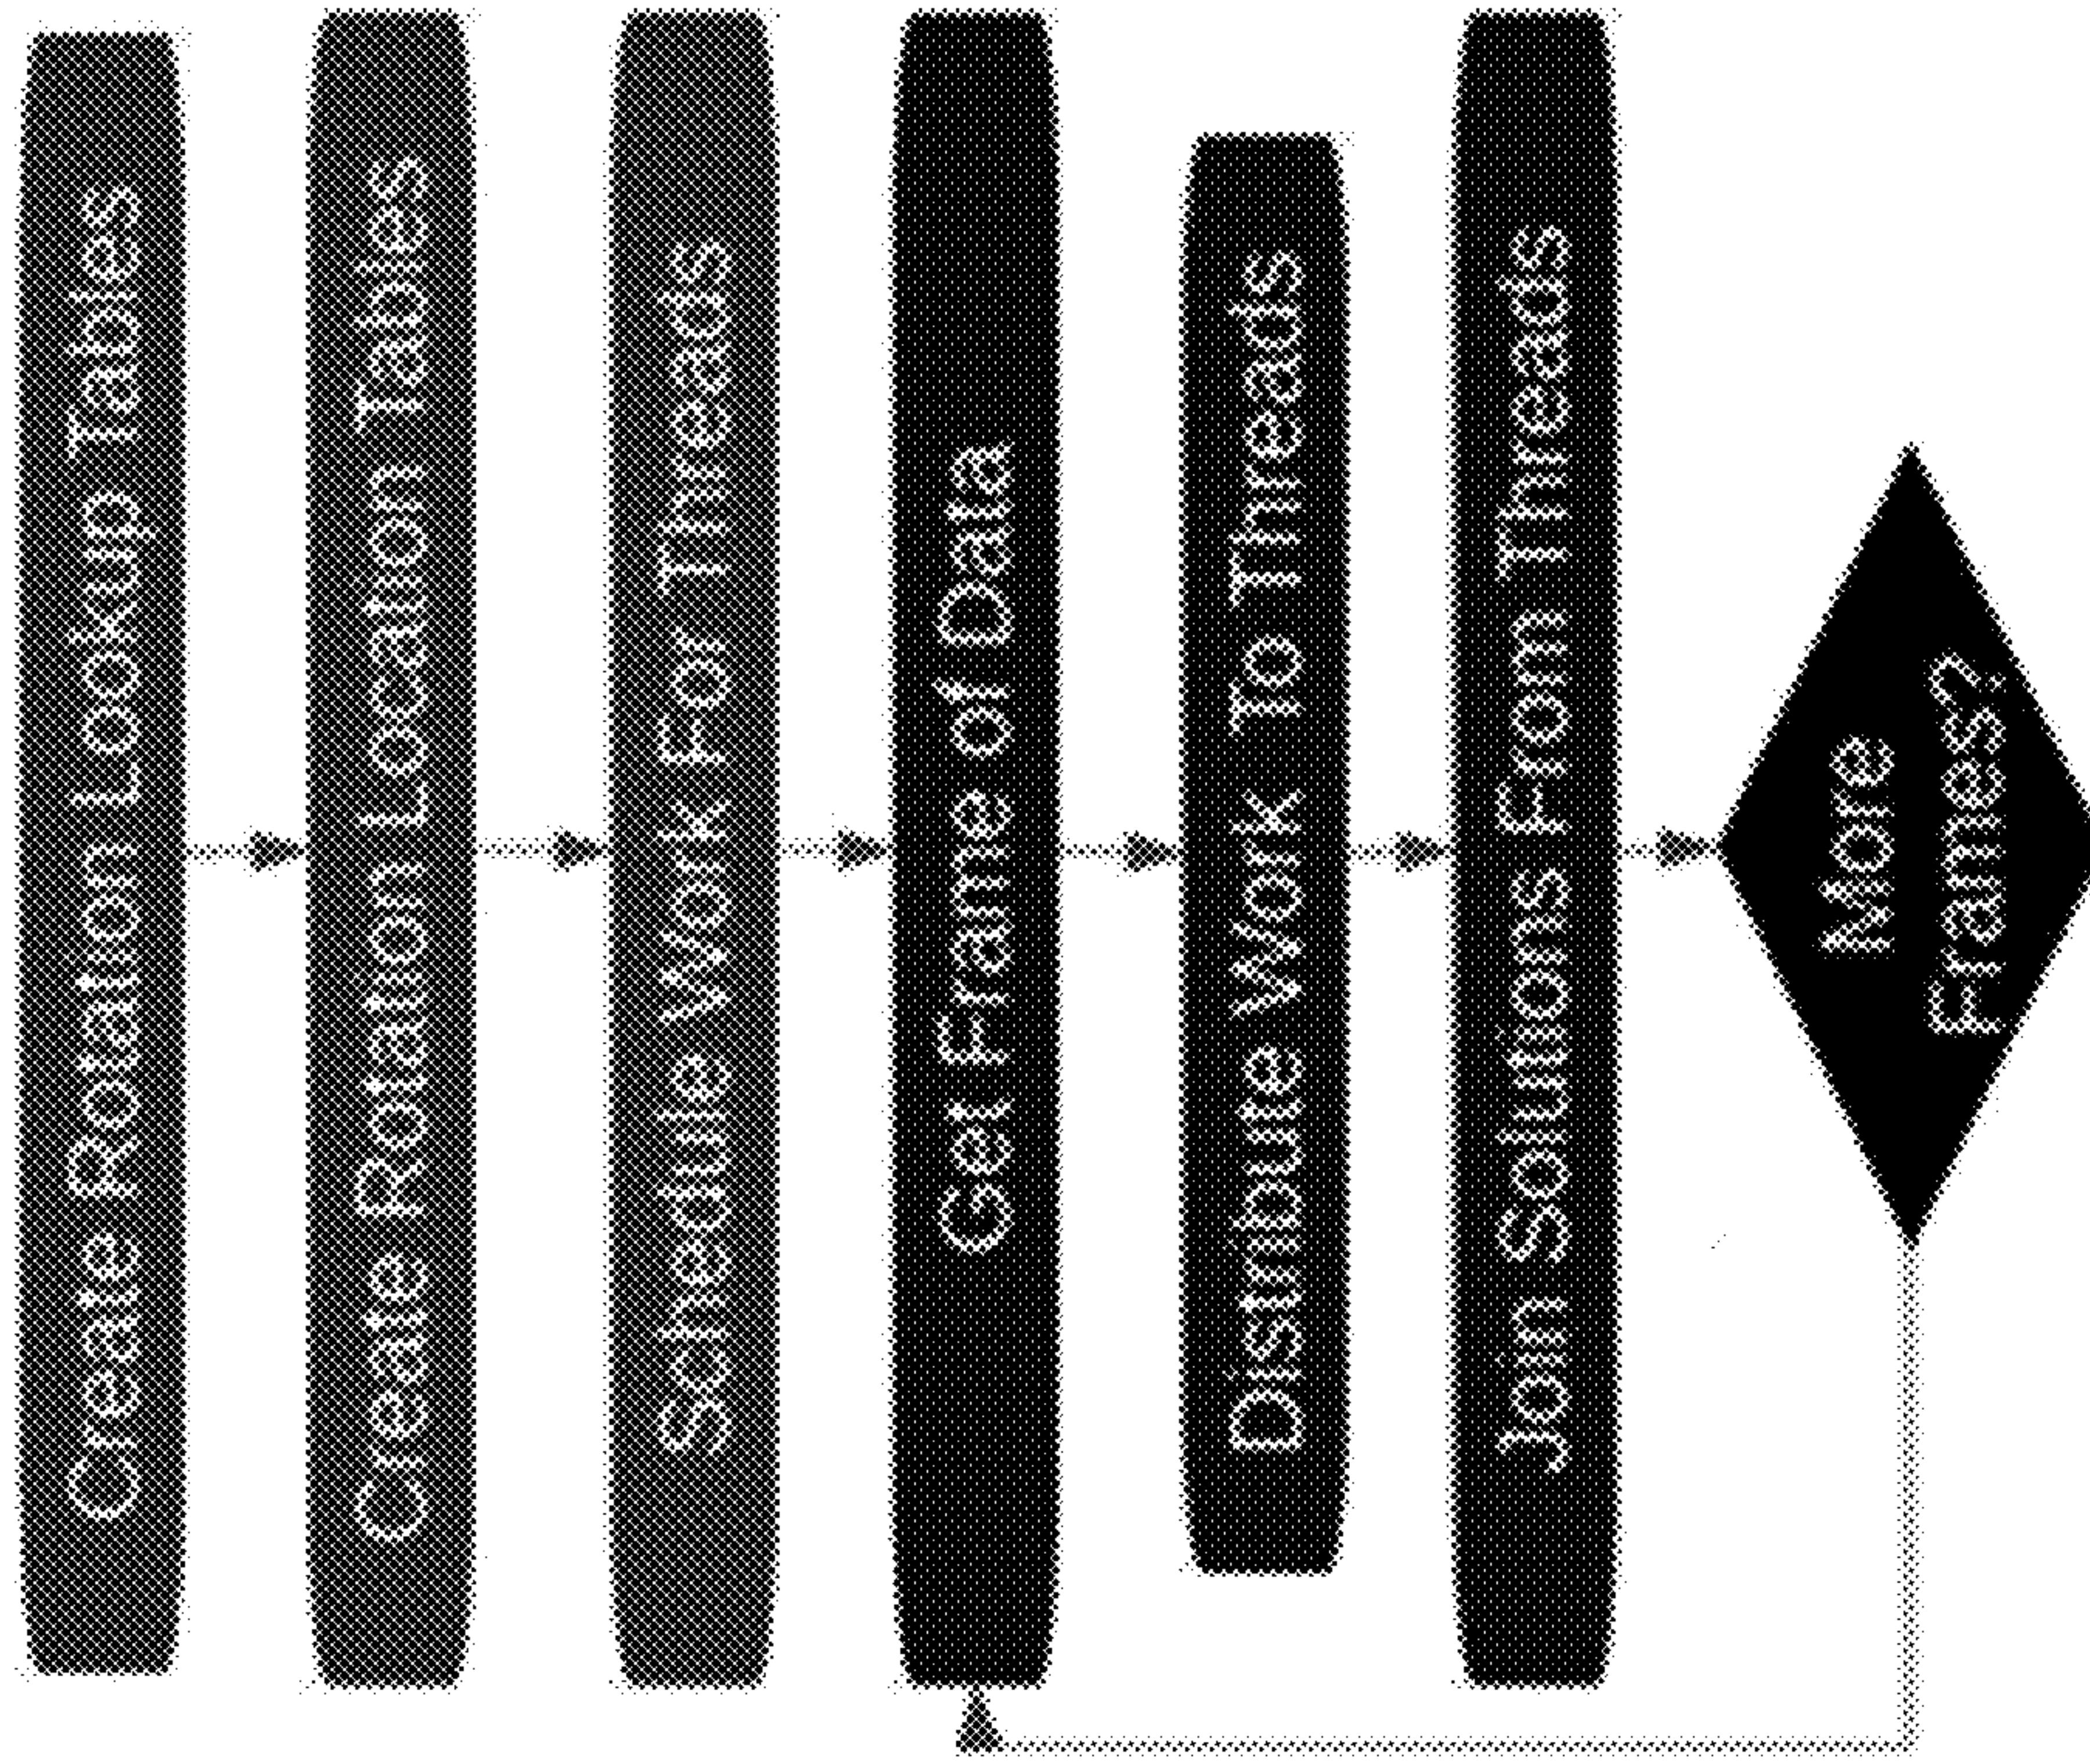 Create Rotation Lookup Tables
Create Rotation Location Tables
Schedule Work For Threads
Get Frame of Data
Distribute Work To Threads
Join Solutions From Threads
More
Frames?